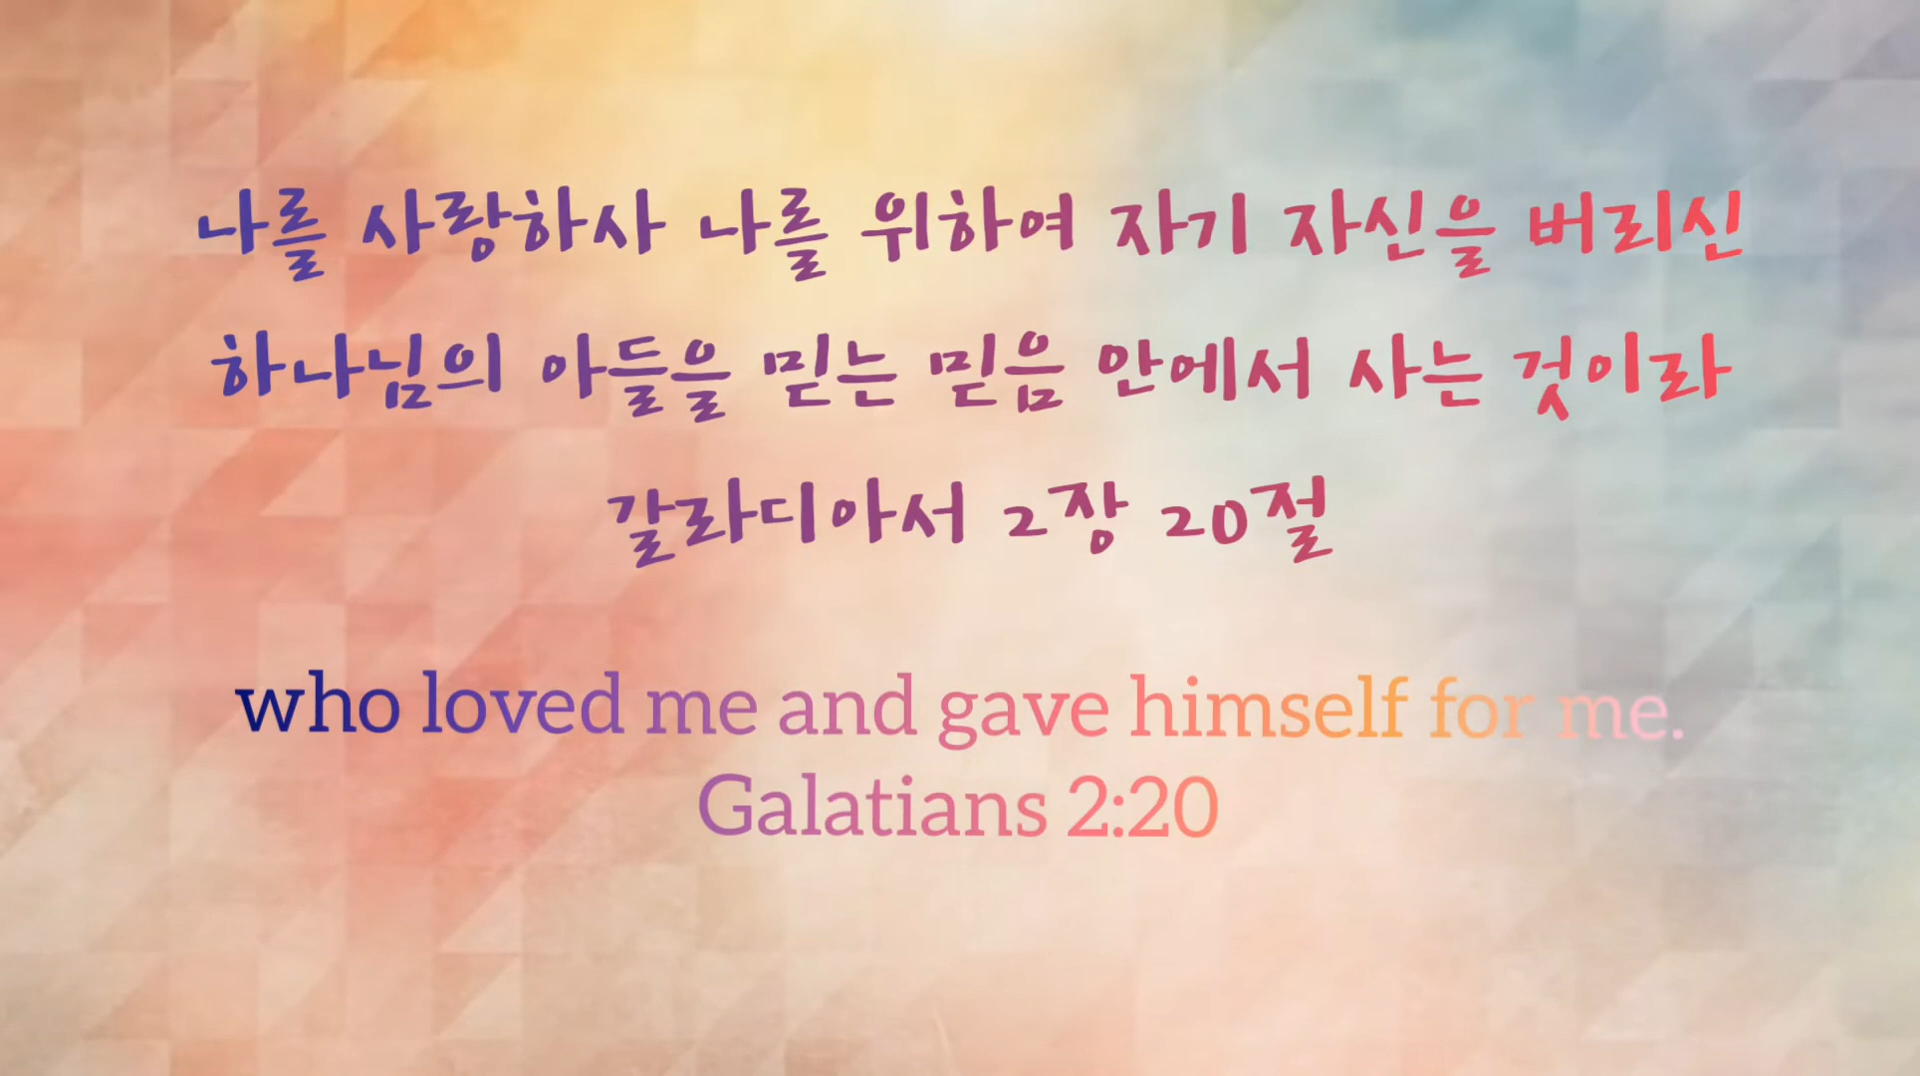 나를 사랑하사 나를 위하여 자기 자신을 버리신
하나님의 아들을 믿는 믿음 안에서 사는 것이라
갈라디아서 2장 20절
who loved me and gave himself for me.
Galatians 2:20